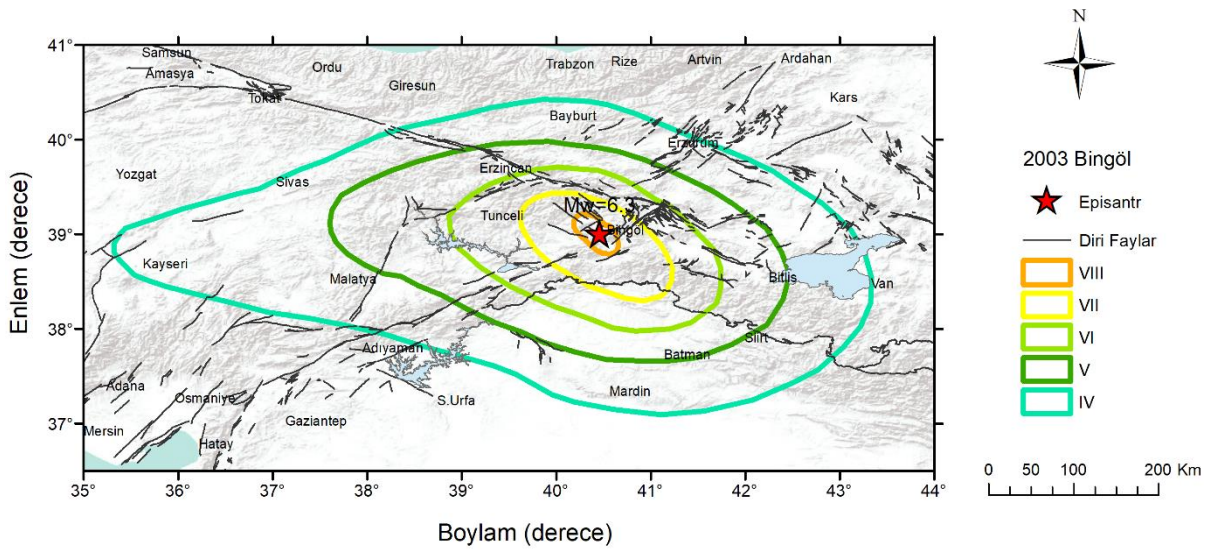 N
41°
40°
39°
38°
37°
Enlem (derece)
Samsun
Amasya
Tokat
Ordu
Giresun
Trabzon
Rize
Artvin
Ardahan
Kars
Bayburt
Erzurum
Erzincan
Yozgat
Sivas
Tunceli
Mw=6.3
Bingöl
Kayseri
Malatya
Bitlis
Van
Siirt
Batman
Adıyaman
Mardin
Adana
Osmaniye
S.Urfa
Gaziantep
Mersin
Hatay
35°
36°
37°
38°
39°
40°
41°
42°
43°
44°
Boylam (derece)
2003 Bingöl
Episantr
Diri Faylar
VIII
VII
VI
V
IV
0 50 100 200 Km